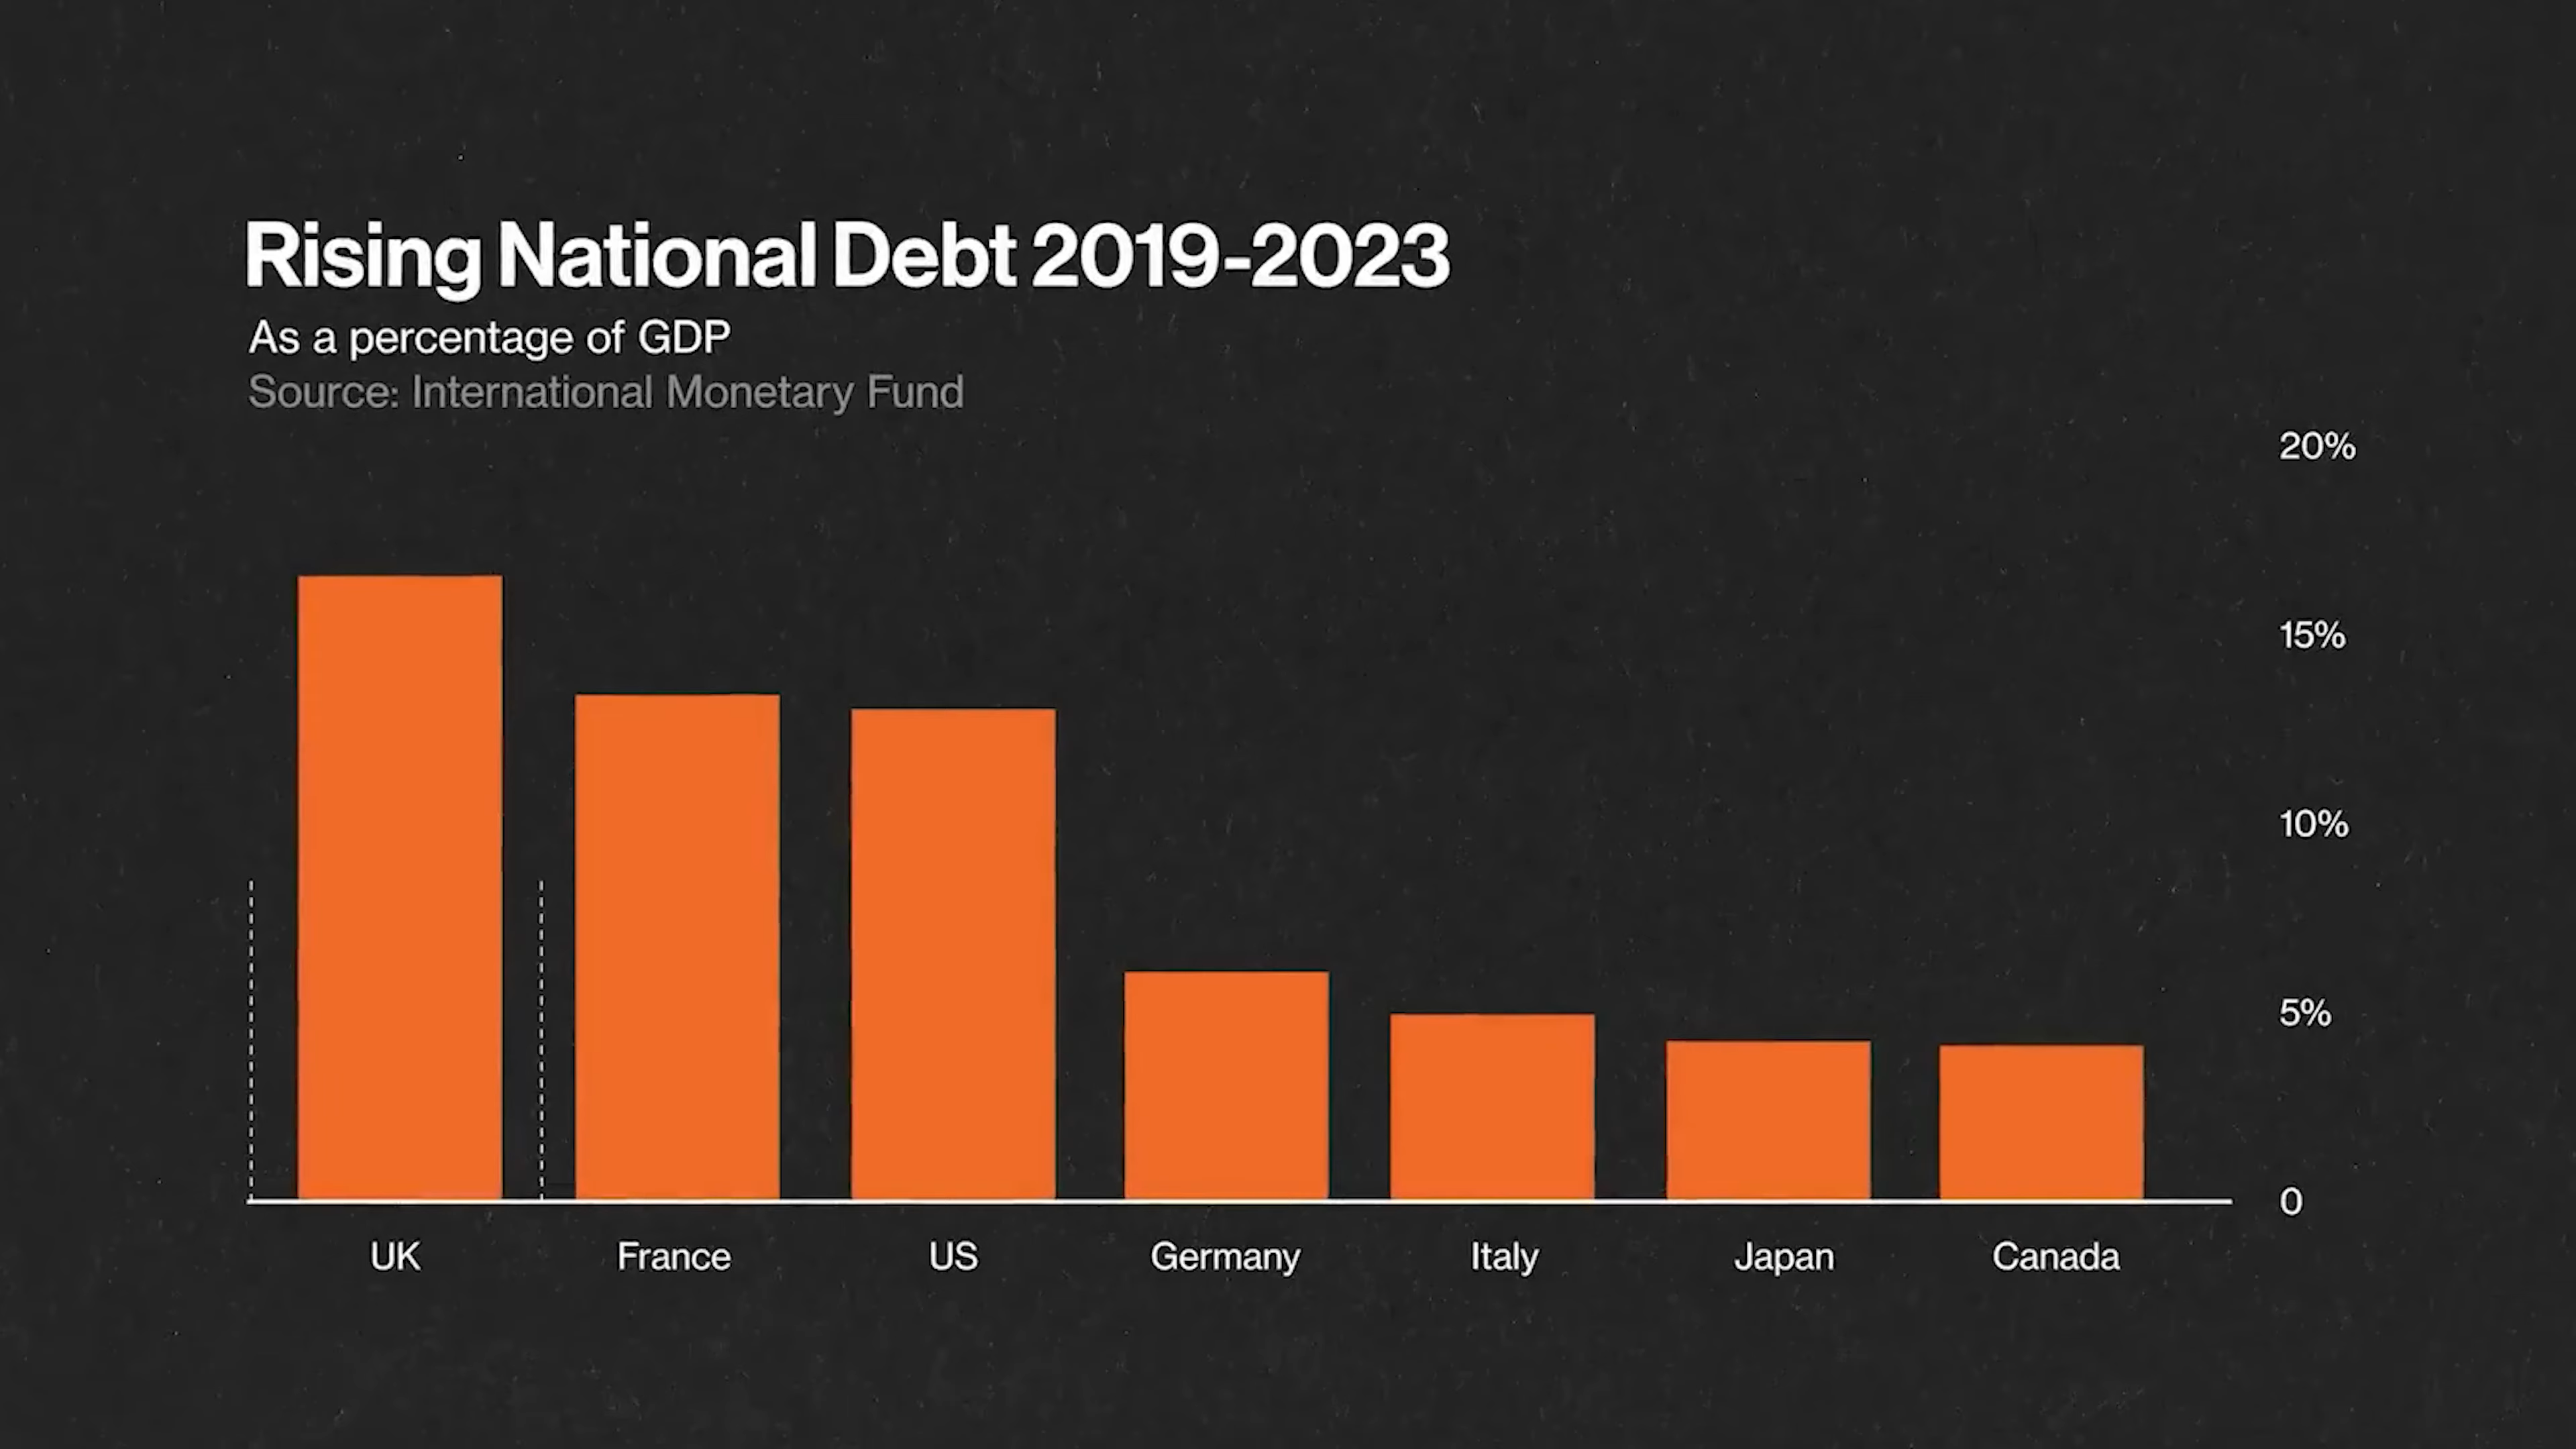 Rising National Debt 2019-2023
As a percentage of GDP
Source: International Monetary Fund
20%
15%
10%
5%
0
UK France US Germany Italy Japan Canada